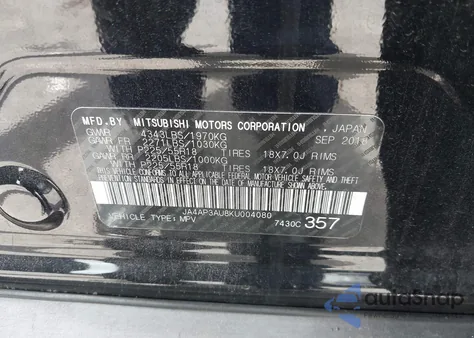 MFD.BY MITSUBISHI MOTORS CORPORATION , JAPAN
GVWR 4343LBS/1970KG SEP 2018
GAWR FR 2271LBS/1030KG
WITH P225/55R18 TIRES 18X7.0J RIMS
GAWR RR 2205LBS/1000KG
WITH P225/55R18 TIRES 18X7.0J RIMS
THIS VEHICLE CONFORMS TO ALL APPLICABLE FEDERAL MOTOR VEHICLE SAFETY AND THEFT PREVENTION STANDARDS IN EFFECT ON THE DATE OF MANUFACTURE SHOWN ABOVE.
JA4AP3AU8KU004080
VEHICLE TYPE: MPV 7430C 357
autoSnap